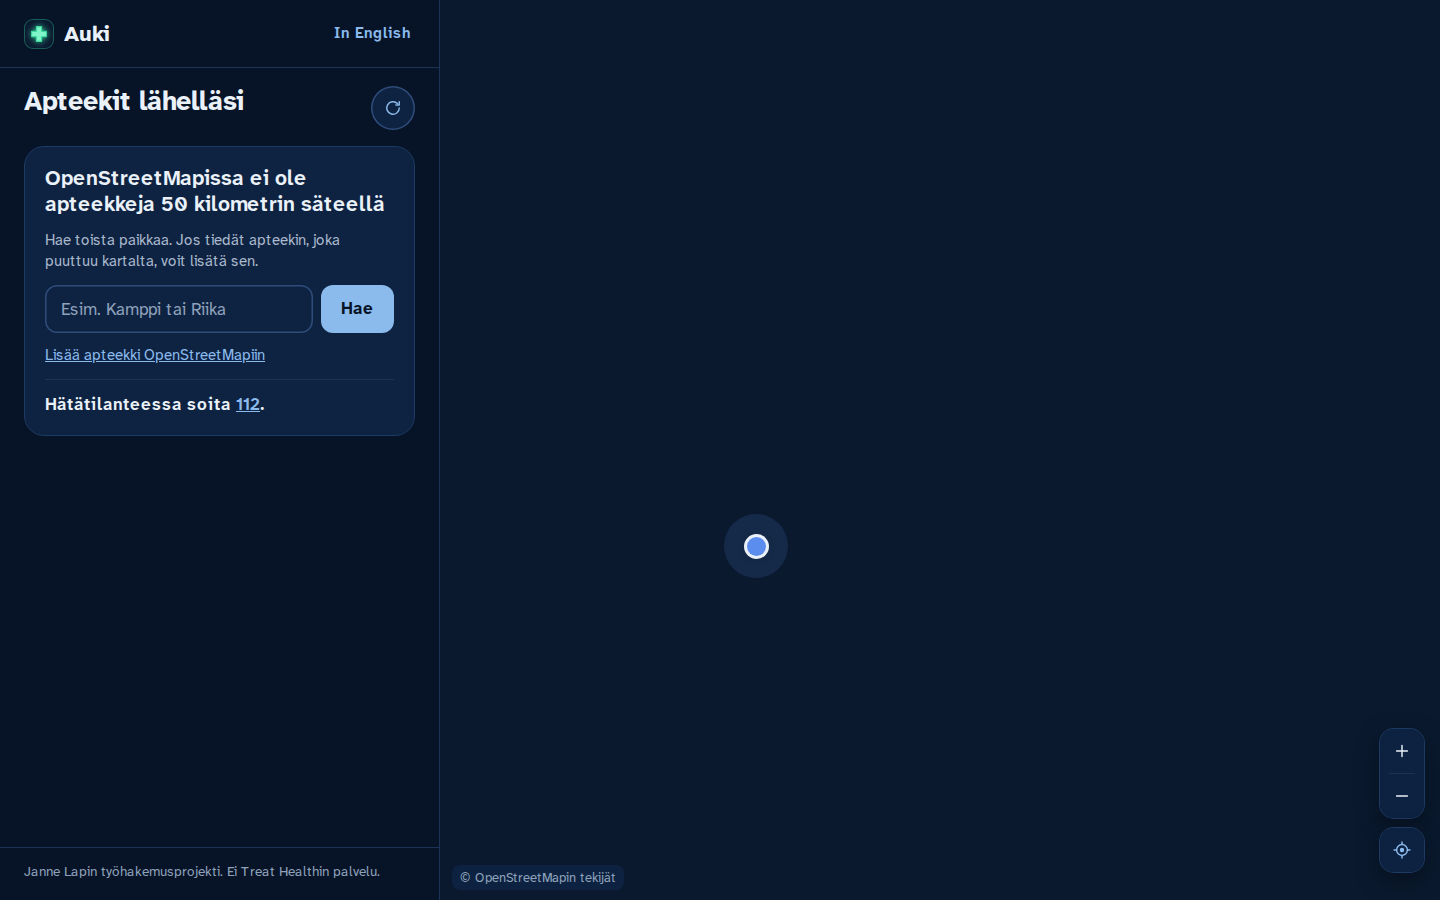 Auki
In English
Apteekit lähelläsi
OpenStreetMapissa ei ole
apteekkeja 50 kilometrin säteellä
Hae toista paikkaa. Jos tiedät apteekin, joka
puuttuu kartalta, voit lisätä sen.
Esim. Kamppi tai Riika
Hae
Lisää apteekki OpenStreetMapiin
Hätätilanteessa soita 112.
Janne Lapin työhakemusprojekti. Ei Treat Healthin palvelu.
© OpenStreetMapin tekijät